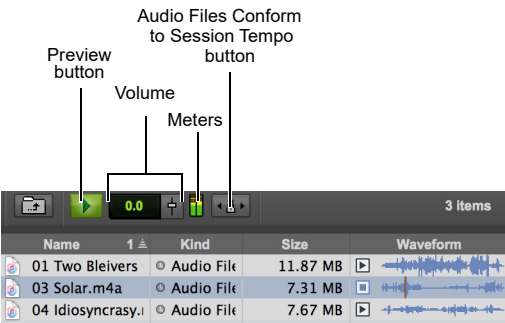 Audio Files Conform
to Session Tempo
button
Preview
button
Volume
Meters
0.0
3 items
Name 1 Kind Size Waveform
01 Two Bleivers Audio File 11.87 MB
03 Solar.m4a Audio File 7.31 MB
04 Idiosyncrasy.m Audio File 7.67 MB